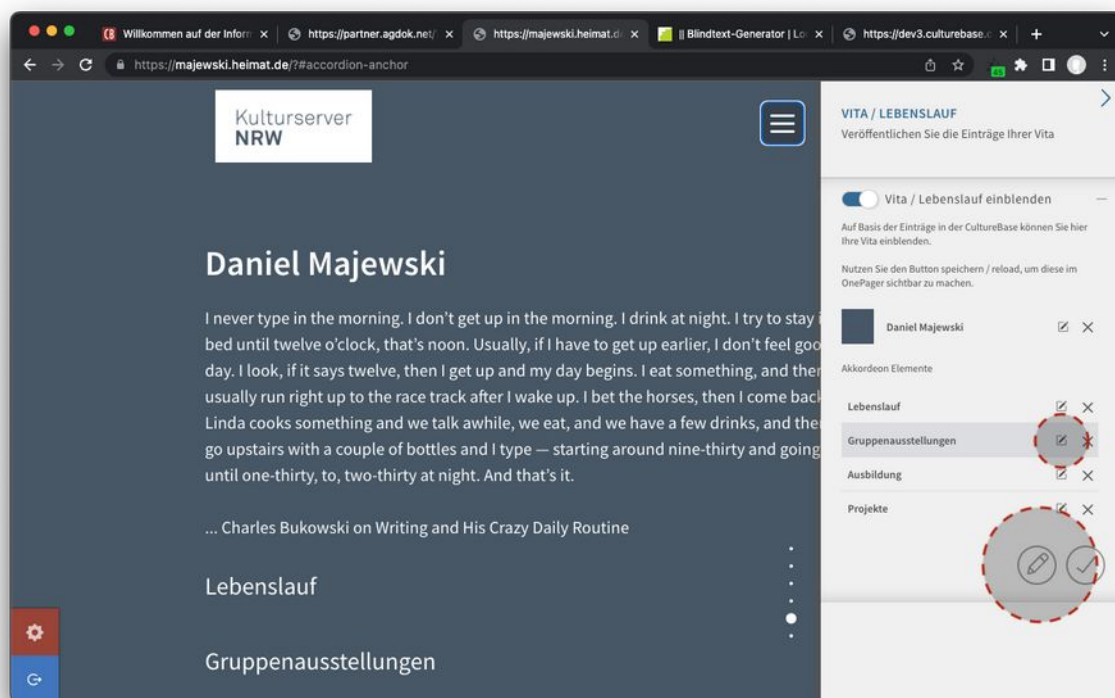 Willkommen auf der Inforn
https://partner.agdok.net/
https://majewski.heimat.d
|| Blindtext-Generator | Lo
https://dev3.culturebase.
https://majewski.heimat.de/?#accordion-anchor
45
Kulturserver
NRW
Daniel Majewski
I never type in the morning. I don't get up in the morning. I drink at night. I try to stay i
bed until twelve o'clock, that's noon. Usually, if I have to get up earlier, I don't feel goo
day. I look, if it says twelve, then I get up and my day begins. I eat something, and then
usually run right up to the race track after I wake up. I bet the horses, then I come back
Linda cooks something and we talk awhile, we eat, and we have a few drinks, and then
go upstairs with a couple of bottles and I type — starting around nine-thirty and going
until one-thirty, to, two-thirty at night. And that's it.
... Charles Bukowski on Writing and His Crazy Daily Routine
Lebenslauf
Gruppenausstellungen
VITA / LEBENSLAUF
Veröffentlichen Sie die Einträge Ihrer Vita
Vita / Lebenslauf einblenden
Auf Basis der Einträge in der CultureBase können Sie hier
Ihre Vita einblenden.
Nutzen Sie den Button speichern / reload, um diese im
OnePager sichtbar zu machen.
Daniel Majewski
Akkordeon Elemente
Lebenslauf
Gruppenausstellungen
Ausbildung
Projekte